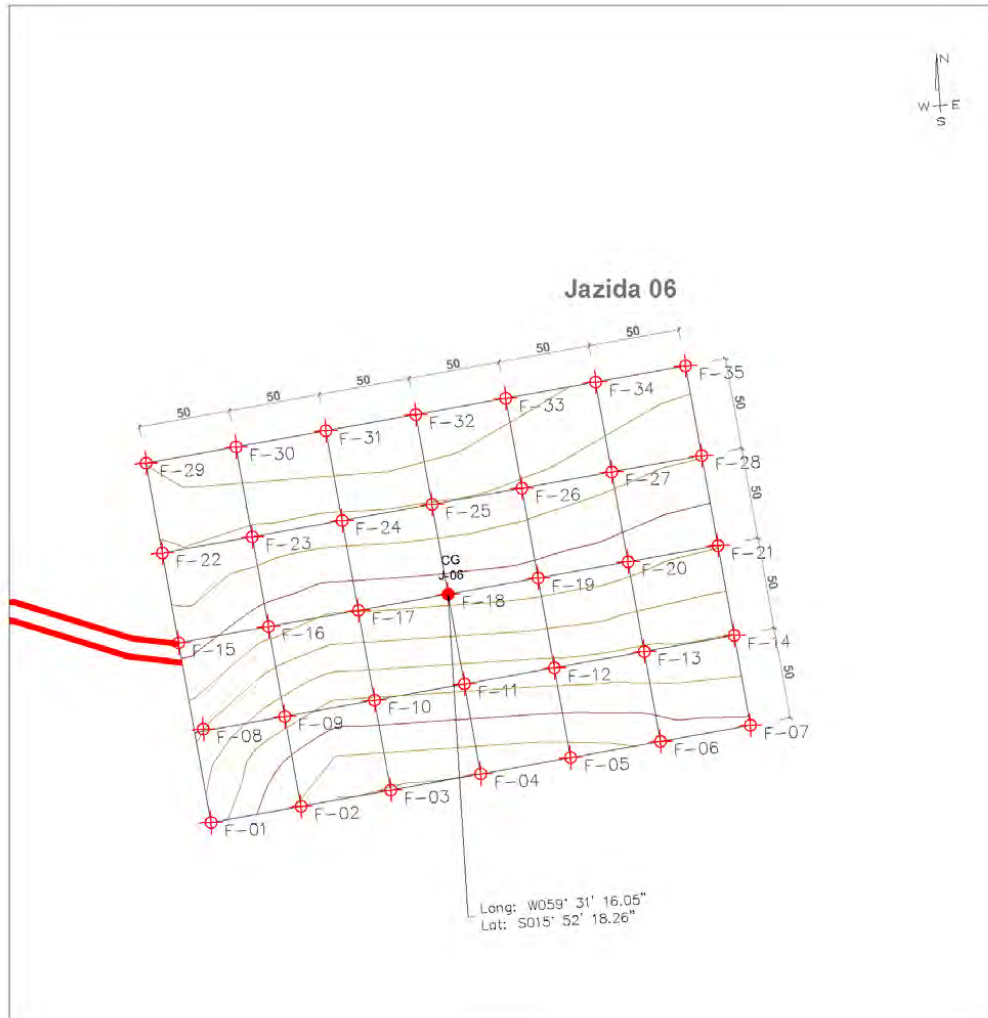 N
W E
S
Jazida 06
50
50
50
50
50
50
F-35
50
F-34
F-33
F-32
F-31
F-30
F-29
F-28
50
F-27
F-26
F-25
F-24
F-23
F-22
CG
J-06
F-21
50
F-20
F-19
F-18
F-17
F-16
F-15
F-14
50
F-13
F-12
F-11
F-10
F-09
F-08
F-07
F-06
F-05
F-04
F-03
F-02
F-01
Long: W059° 31' 16.05"
Lat: S015° 52' 18.26"